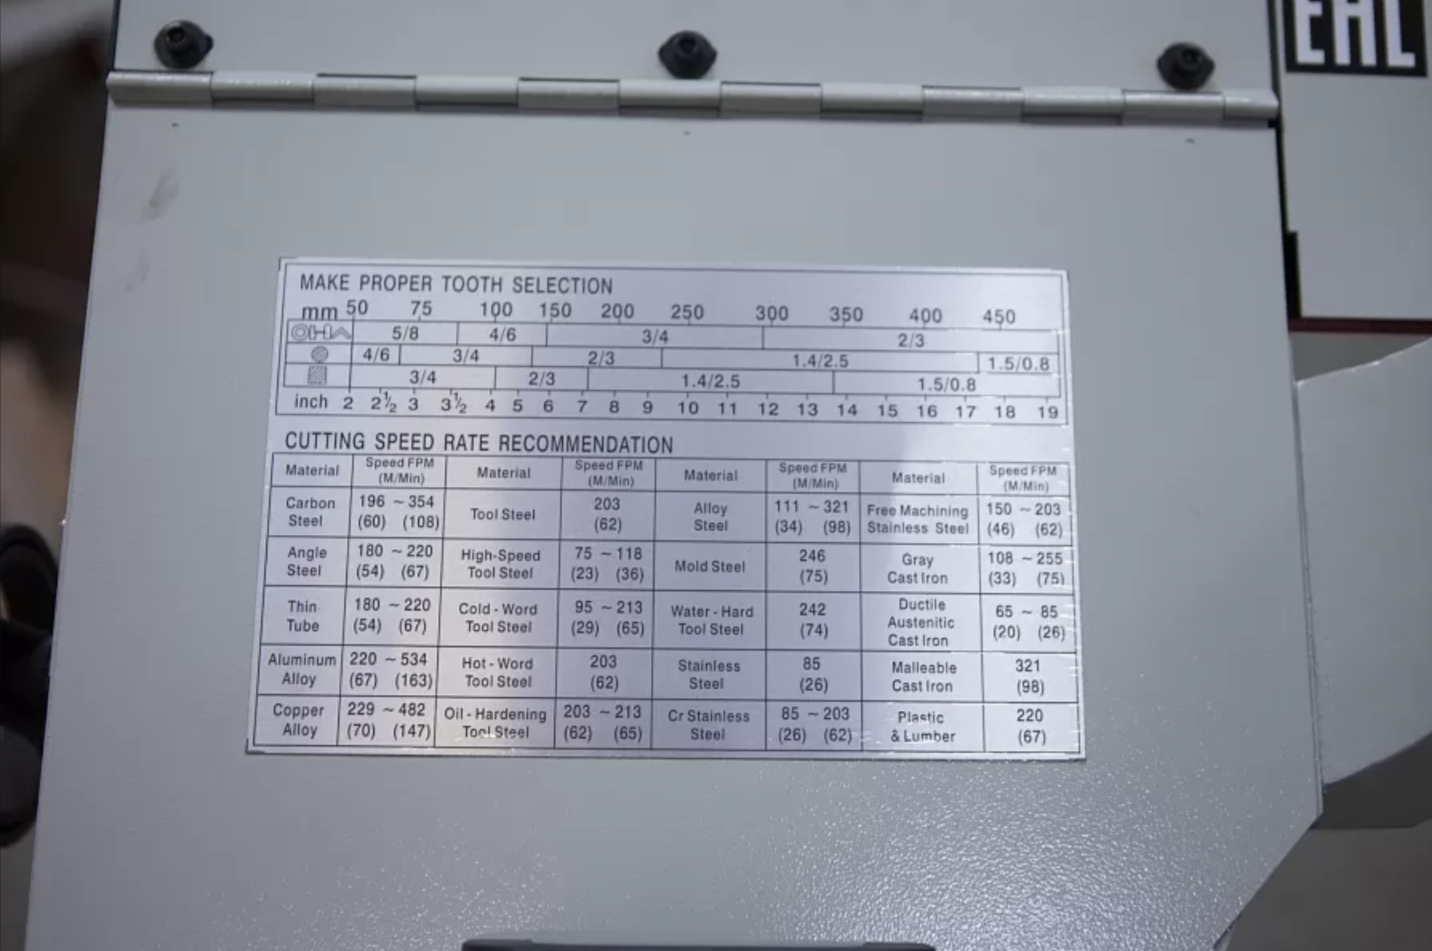 EAC
MAKE PROPER TOOTH SELECTION
mm 50 75 100 150 200 250 300 350 400 450
5/8 4/6 3/4 2/3
4/6 3/4 2/3 1.4/2.5 1.5/0.8
3/4 2/3 1.4/2.5 1.5/0.8
inch 2 2½ 3 3½ 4 5 6 7 8 9 10 11 12 13 14 15 16 17 18 19
CUTTING SPEED RATE RECOMMENDATION
Material Speed FPM (M/Min) Material Speed FPM (M/Min) Material Speed FPM (M/Min) Material Speed FPM (M/Min)
Carbon Steel 196 ~ 354 (60) (108) Tool Steel 203 (62) Alloy Steel 111 ~ 321 (34) (98) Free Machining Stainless Steel 150 ~ 203 (46) (62)
Angle Steel 180 ~ 220 (54) (67) High-Speed Tool Steel 75 ~ 118 (23) (36) Mold Steel 246 (75) Gray Cast Iron 108 ~ 255 (33) (75)
Thin Tube 180 ~ 220 (54) (67) Cold - Word Tool Steel 95 ~ 213 (29) (65) Water - Hard Tool Steel 242 (74) Ductile Austenitic Cast Iron 65 ~ 85 (20) (26)
Aluminum Alloy 220 ~ 534 (67) (163) Hot - Word Tool Steel 203 (62) Stainless Steel 85 (26) Malleable Cast Iron 321 (98)
Copper Alloy 229 ~ 482 (70) (147) Oil - Hardening Tool Steel 203 ~ 213 (62) (65) Cr Stainless Steel 85 ~ 203 (26) (62) Plastic & Lumber 220 (67)